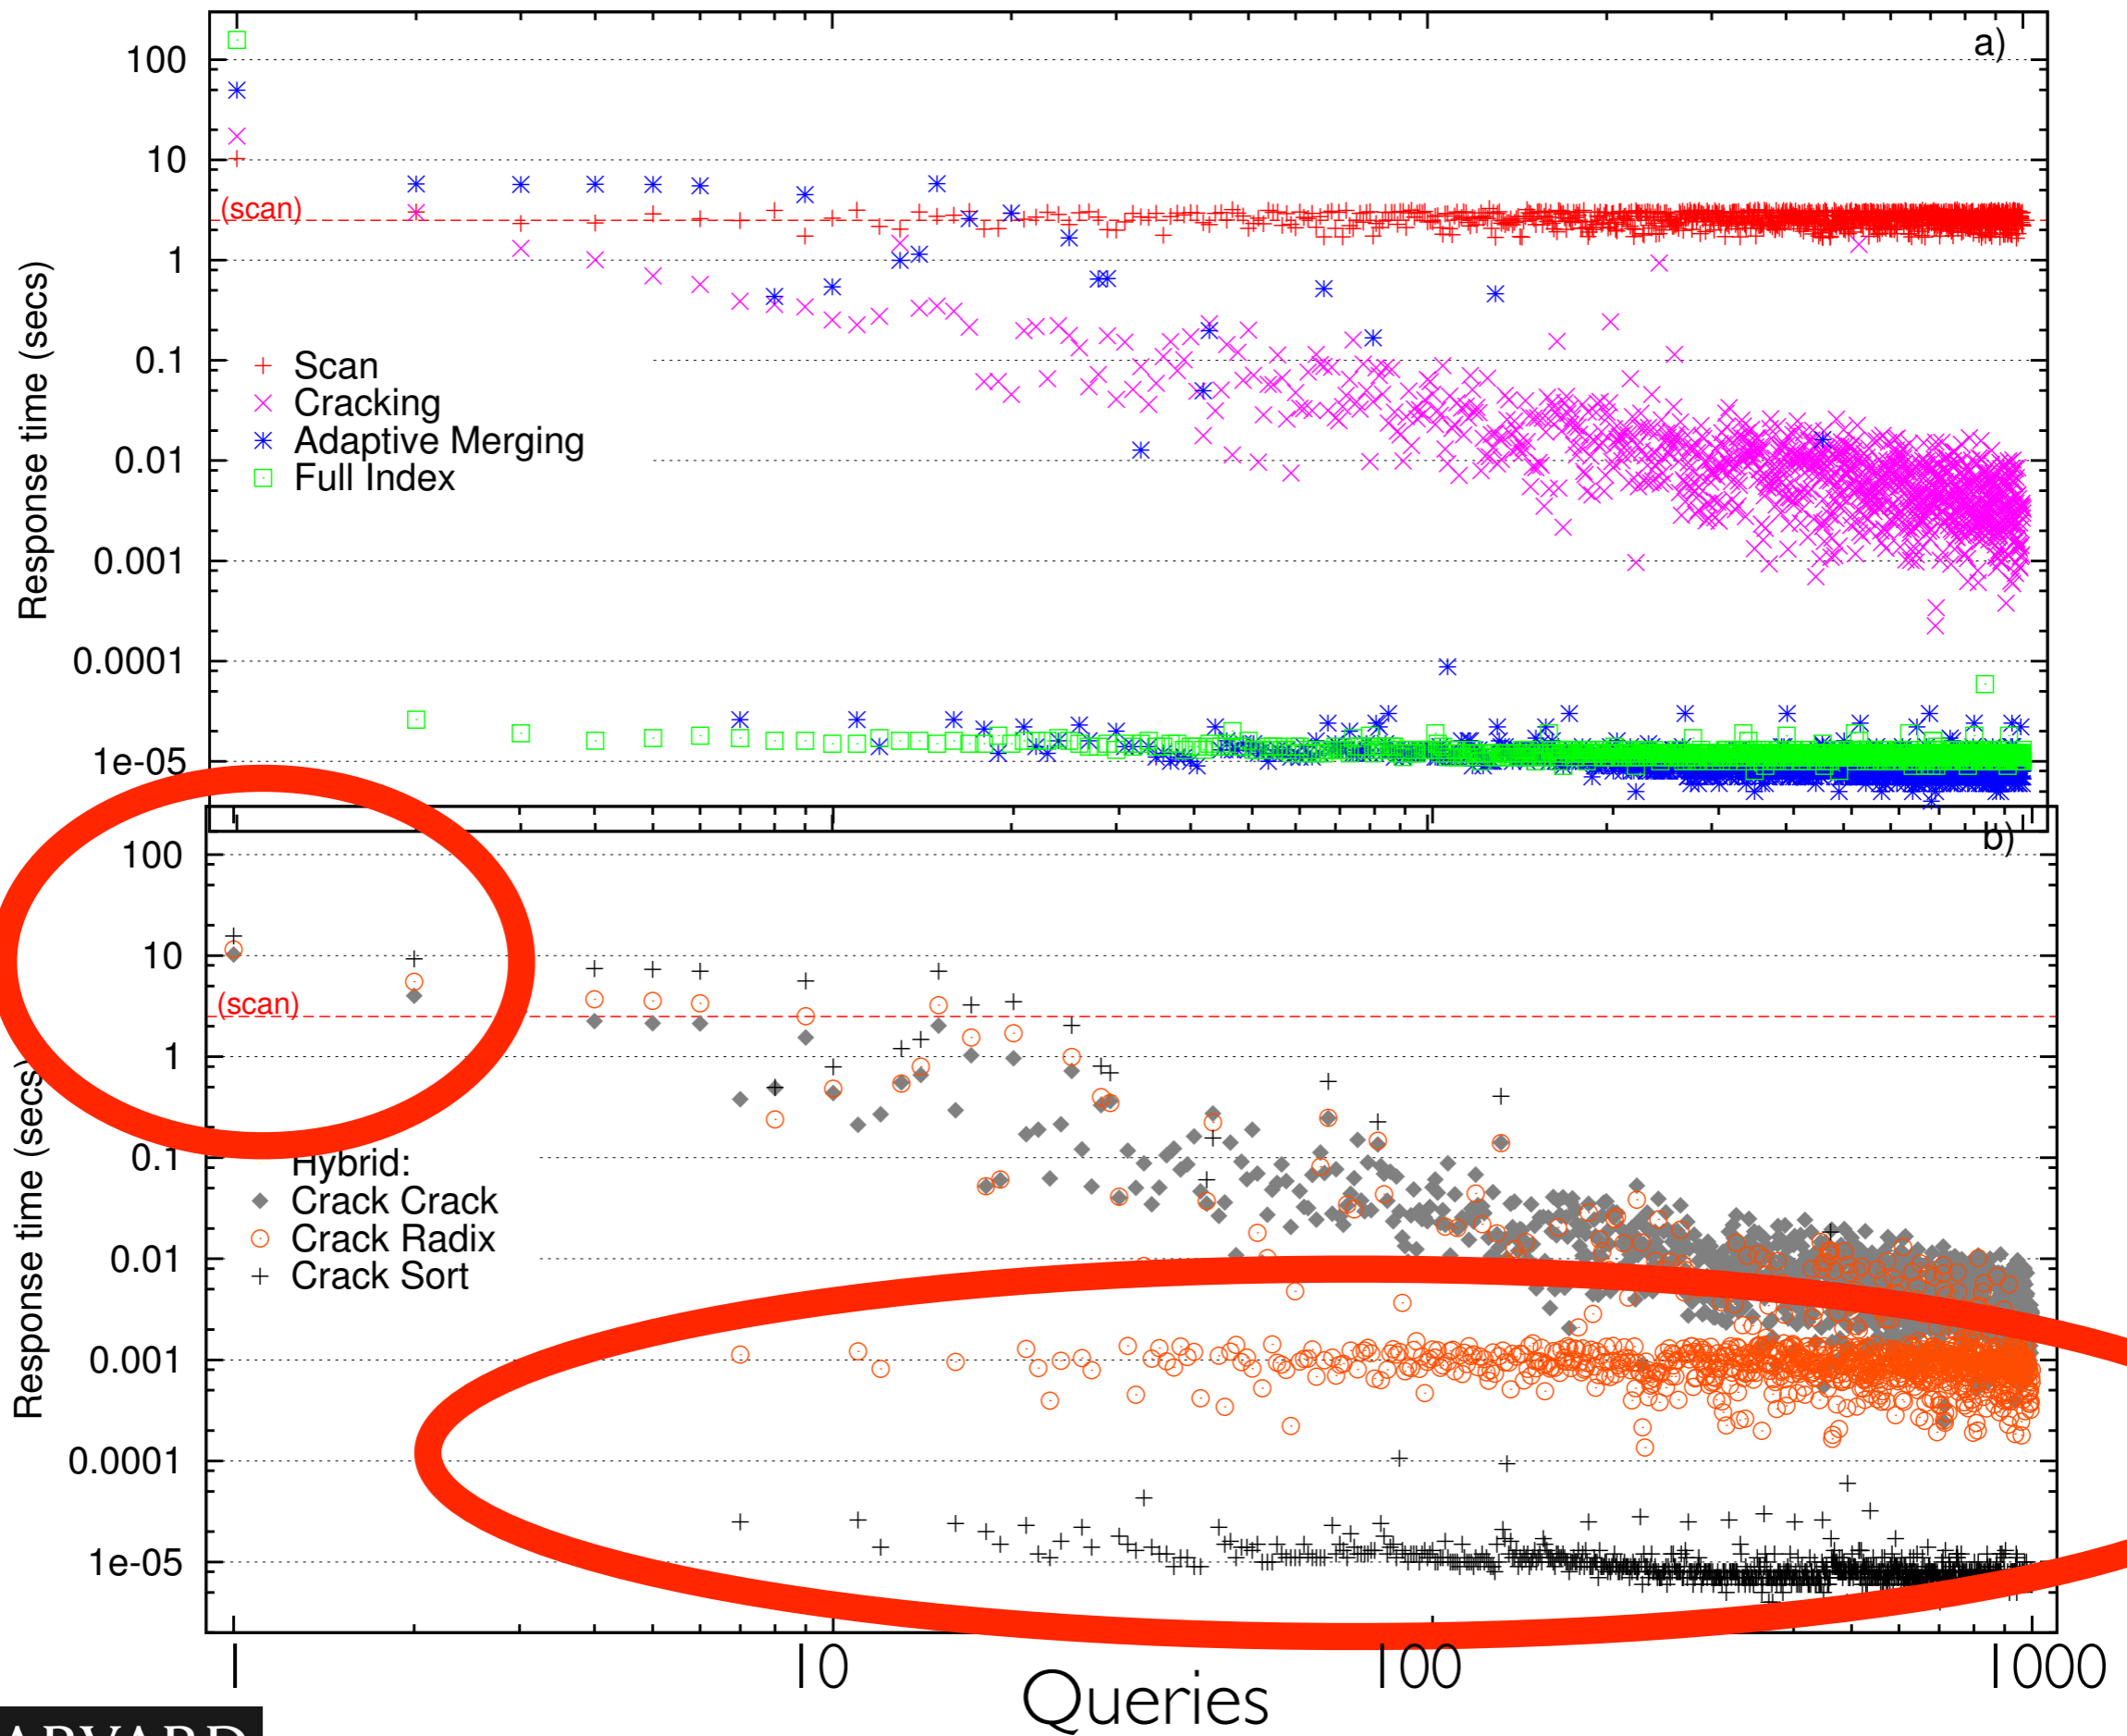 a)
100
10
(scan)
1
0.1
0.01
0.001
0.0001
1e-05
Response time (secs)
Scan
Cracking
Adaptive Merging
Full Index
b)
100
10
(scan)
1
0.1
0.01
0.001
0.0001
1e-05
Response time (secs)
Hybrid:
Crack Crack
Crack Radix
Crack Sort
1
10
100
1000
Queries